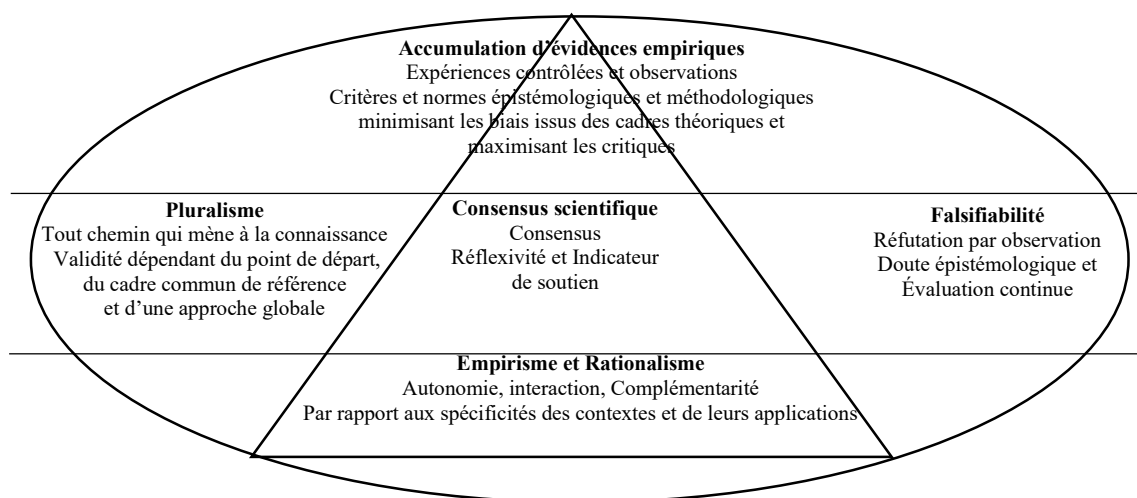 Accumulation d'évidences empiriques
Expériences contrôlées et observations
Critères et normes épistémologiques et méthodologiques
minimisant les biais issus des cadres théoriques et
maximisant les critiques
Pluralisme
Tout chemin qui mène à la connaissance
Validité dépendant du point de départ,
du cadre commun de référence
et d'une approche globale
Consensus scientifique
Consensus
Réflexivité et Indicateur
de soutien
Falsifiabilité
Réfutation par observation
Doute épistémologique et
Évaluation continue
Empirisme et Rationalisme
Autonomie, interaction, Complémentarité
Par rapport aux spécificités des contextes et de leurs applications